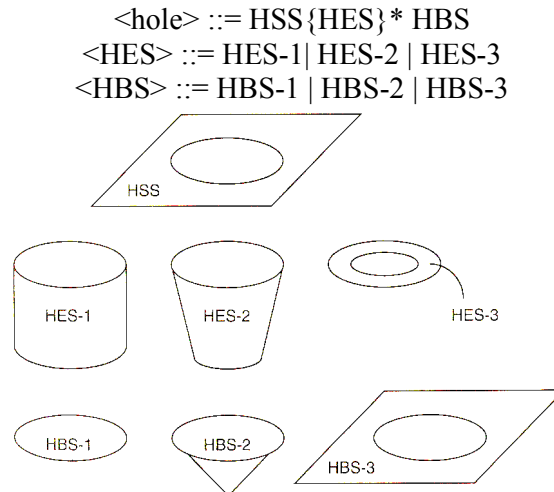 <hole> ::= HSS{HES}* HBS
<HES> ::= HES-1| HES-2 | HES-3
<HBS> ::= HBS-1 | HBS-2 | HBS-3
HSS
HES-1
HES-2
HES-3
HBS-1
HBS-2
HBS-3